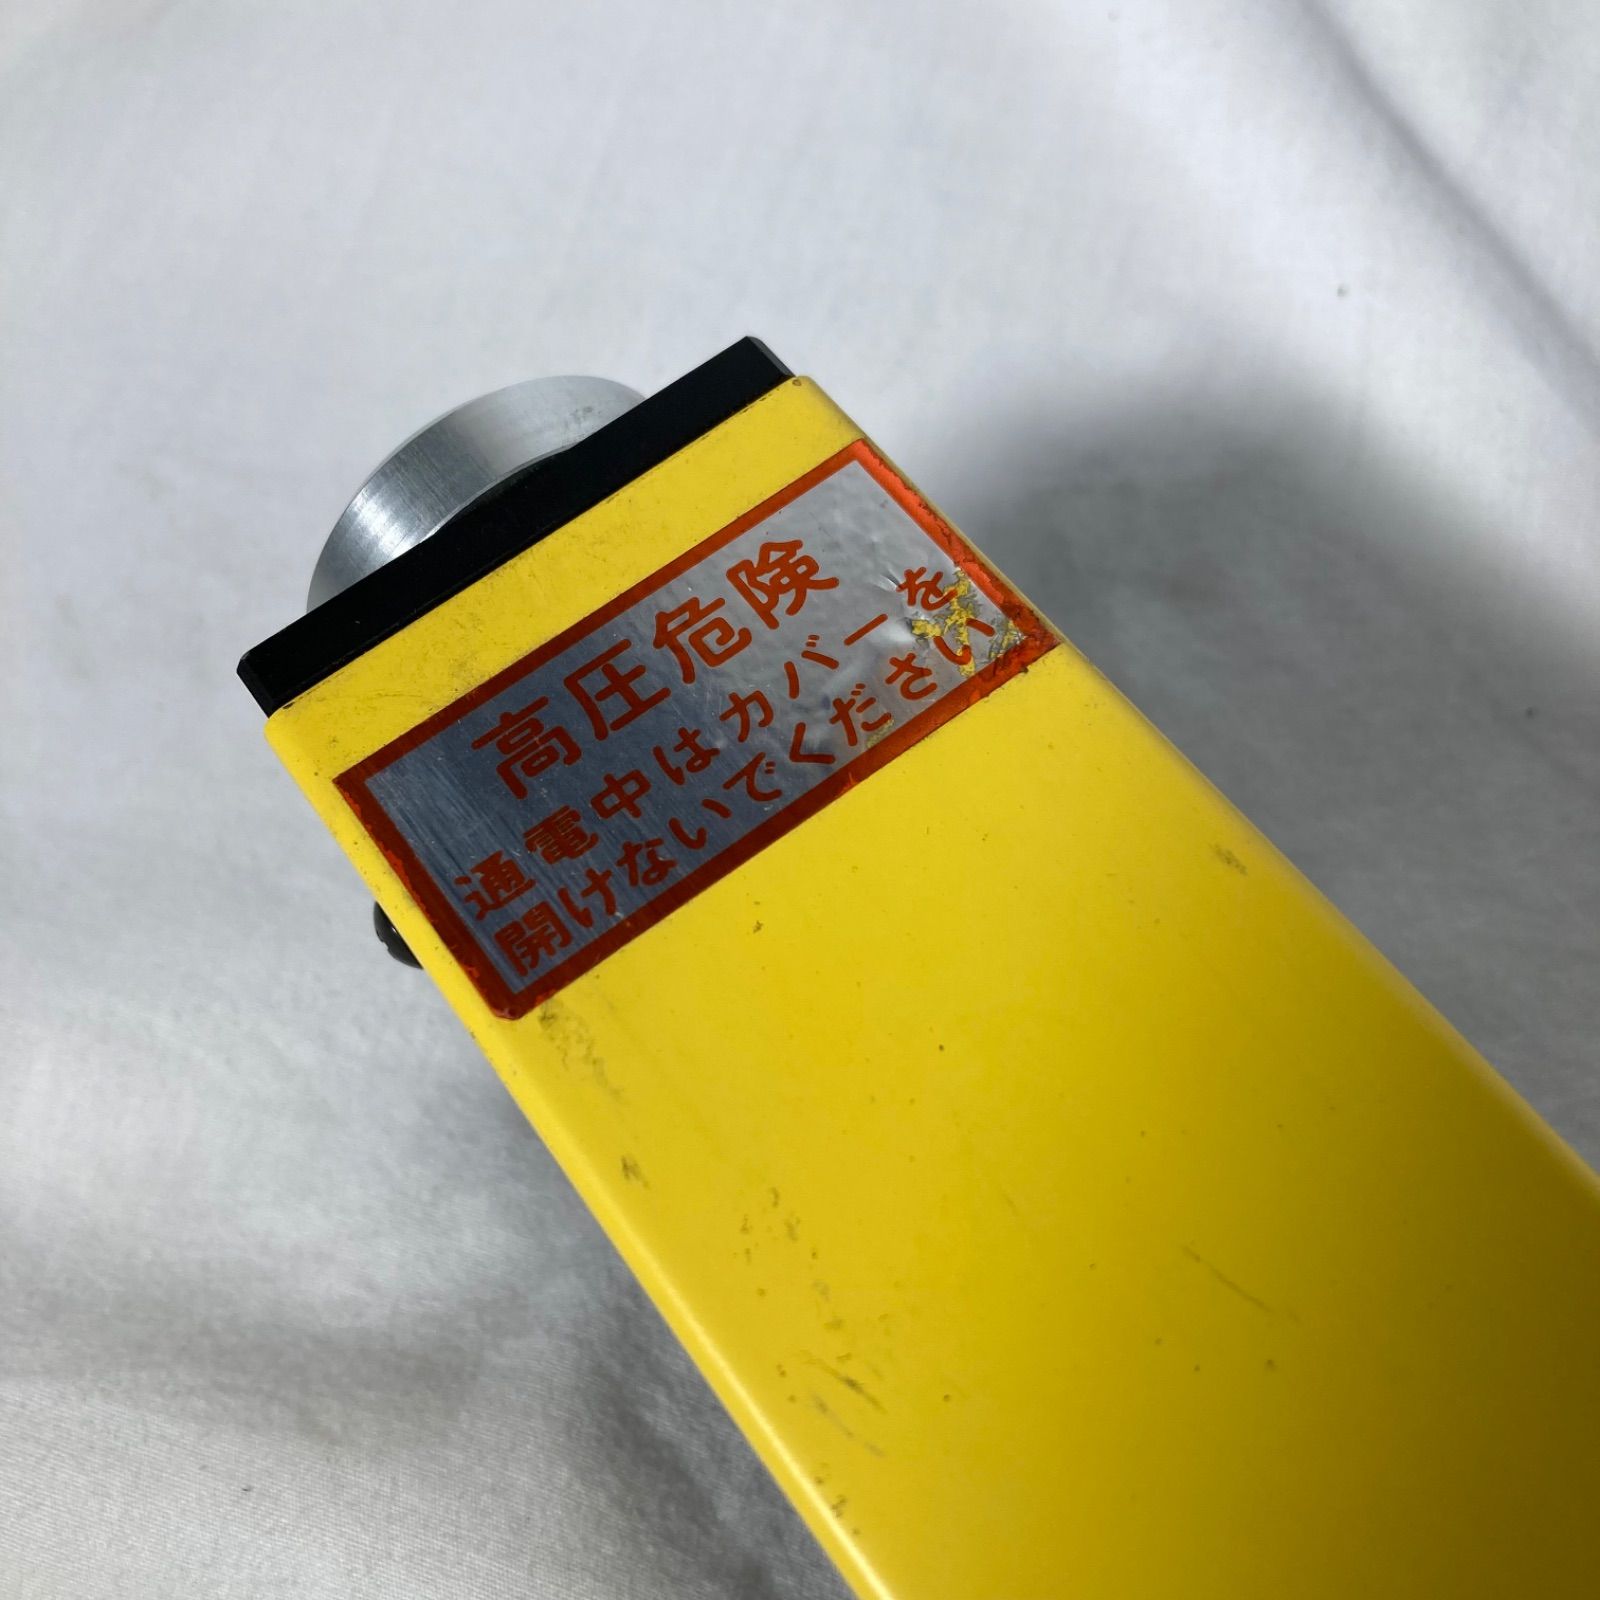 高圧危険
通電中はカバーを
開けないでください